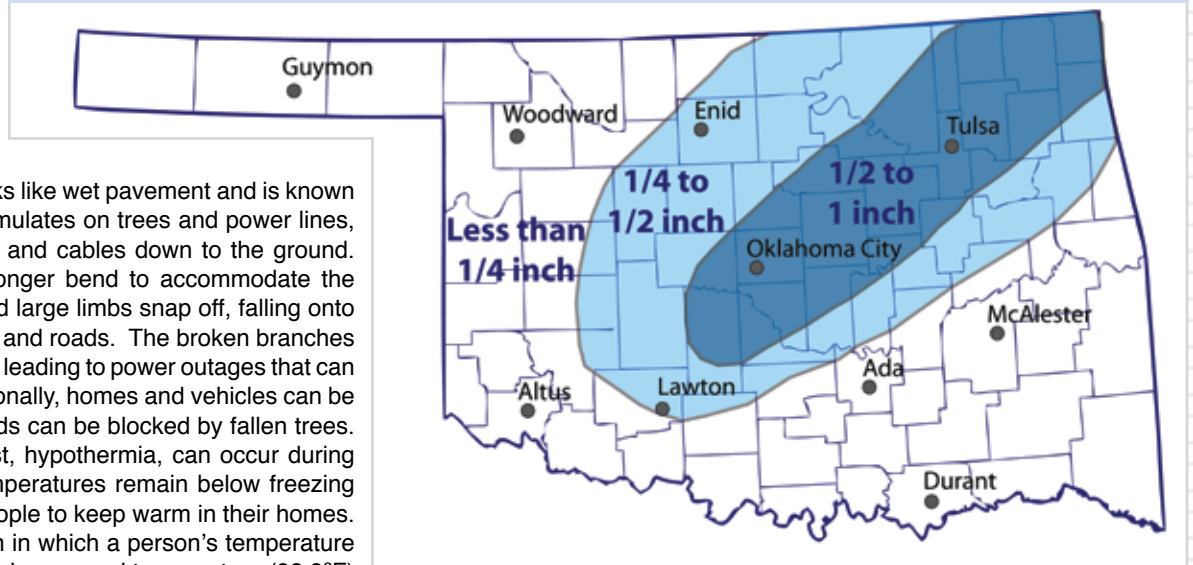 Guymon
Woodward
Enid
Tulsa
1/4 to
1/2 inch
1/2 to
1 inch
Less than
1/4 inch
Oklahoma City
McAlester
Ada
Altus
Lawton
Durant
ks like wet pavement and is known
mulates on trees and power lines,
and cables down to the ground.
onger bend to accommodate the
d large limbs snap off, falling onto
and roads. The broken branches
leading to power outages that can
onally, homes and vehicles can be
ds can be blocked by fallen trees.
st, hypothermia, can occur during
mperatures remain below freezing
ople to keep warm in their homes.
n in which a person's temperature